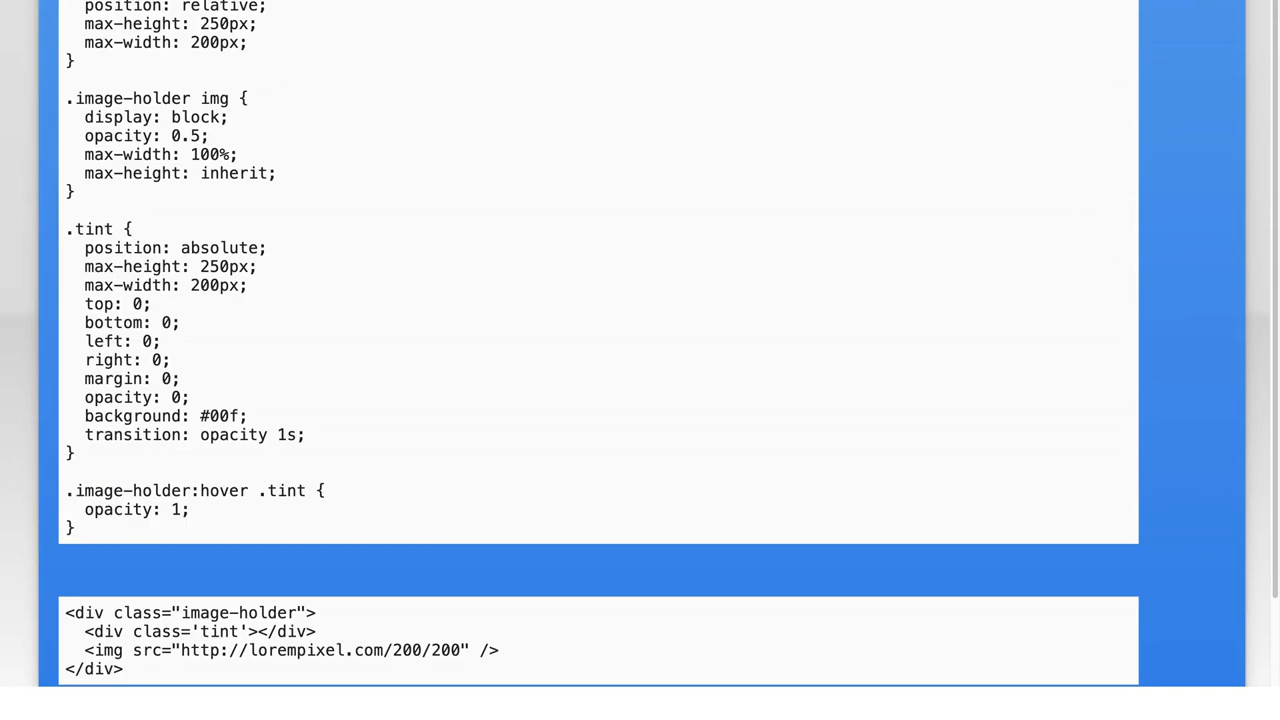 position: relative;
max-height: 250px;
max-width: 200px;
}
.image-holder img {
display: block;
opacity: 0.5;
max-width: 100%;
max-height: inherit;
}
.tint {
position: absolute;
max-height: 250px;
max-width: 200px;
top: 0;
bottom: 0;
left: 0;
right: 0;
margin: 0;
opacity: 0;
background: #00f;
transition: opacity 1s;
}
.image-holder:hover .tint {
opacity: 1;
}
<div class="image-holder">
<div class='tint'></div>
<img src="http://lorempixel.com/200/200" />
</div>